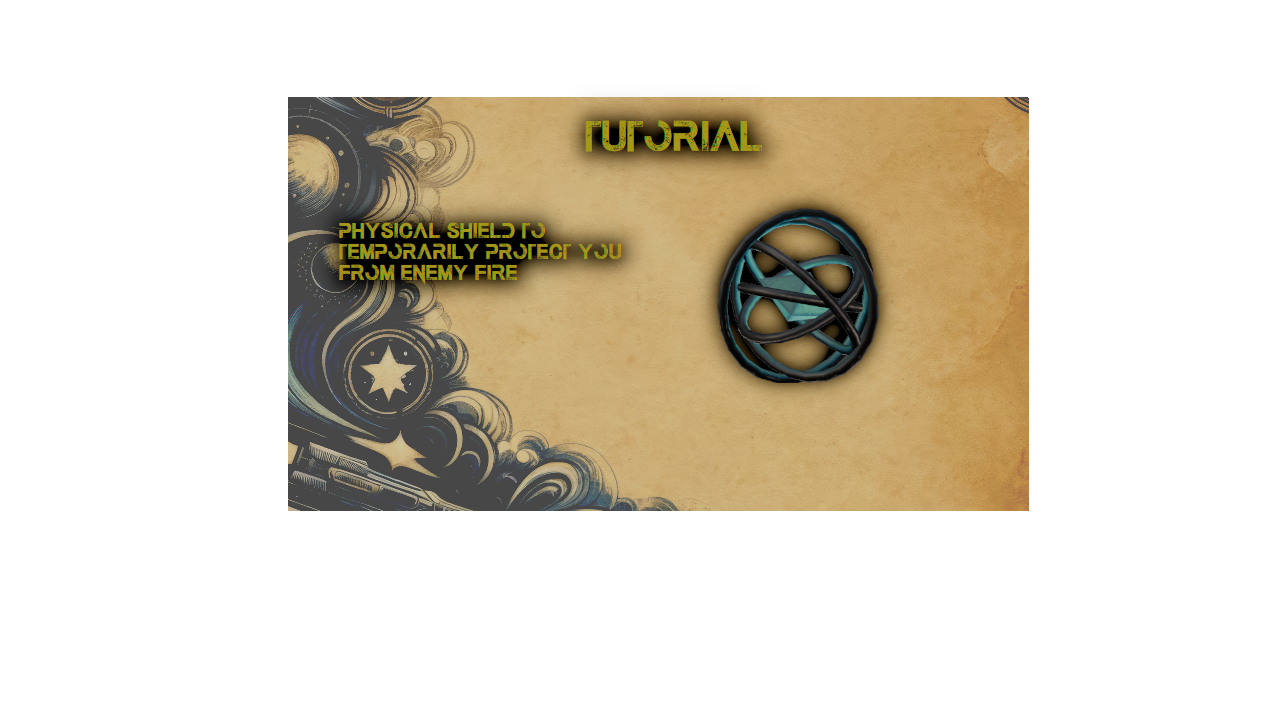 TUTORIAL
PHYSICAL SHIELD TO
TEMPORARILY PROTECT YOU
FROM ENEMY FIRE